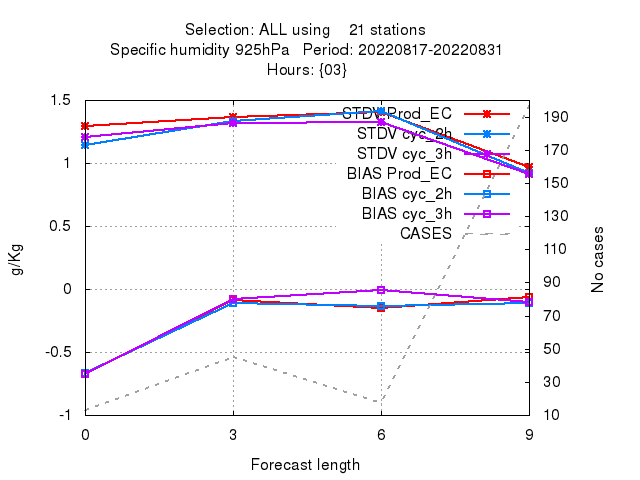 Selection: ALL using 21 stations
Specific humidity 925hPa Period: 20220817-20220831
Hours: {03}
STDV Prod_EC
STDV cyc_2h
STDV cyc_3h
BIAS Prod_EC
BIAS cyc_2h
BIAS cyc_3h
CASES
1.5
1
0.5
0
-0.5
-1
g/Kg
190
170
150
130
110
90
70
50
30
10
No cases
0 3 6 9
Forecast length